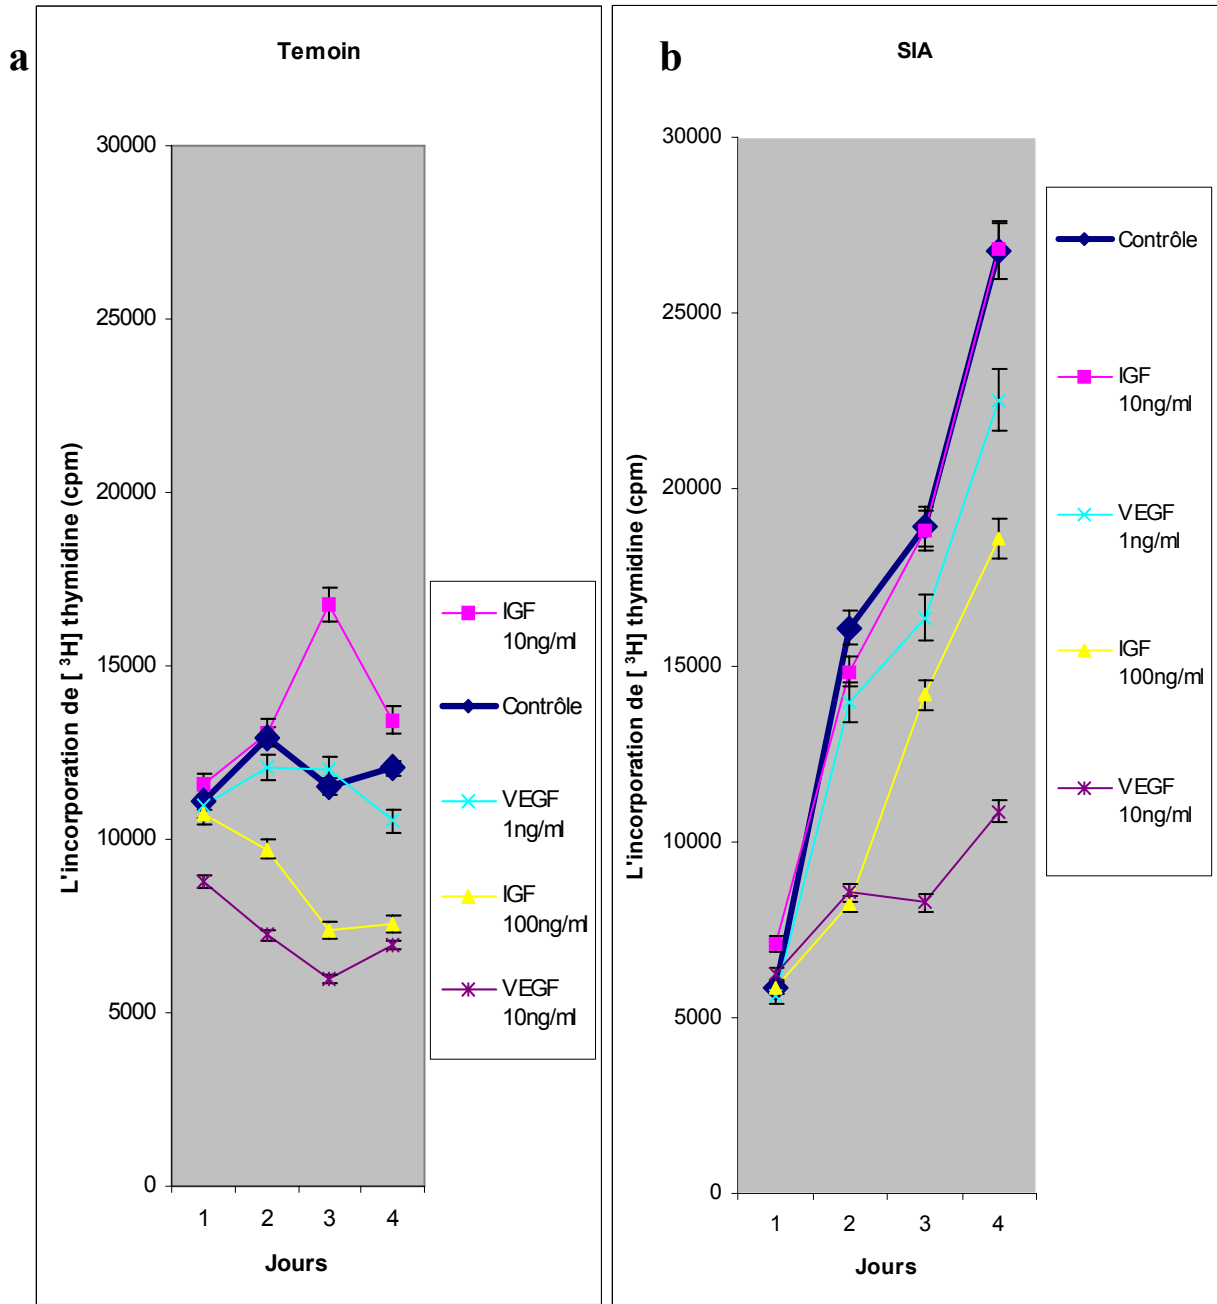 a
Temoin
30000
25000
20000
15000
10000
5000
0
L'incorporation de [ ³H] thymidine (cpm)
1 2 3 4
Jours
IGF
10ng/ml
Contrôle
VEGF
1ng/ml
IGF
100ng/ml
VEGF
10ng/ml
b
SIA
30000
25000
20000
15000
10000
5000
0
L'incorporation de [ ³H] thymidine (cpm)
1 2 3 4
Jours
Contrôle
IGF
10ng/ml
VEGF
1ng/ml
IGF
100ng/ml
VEGF
10ng/ml